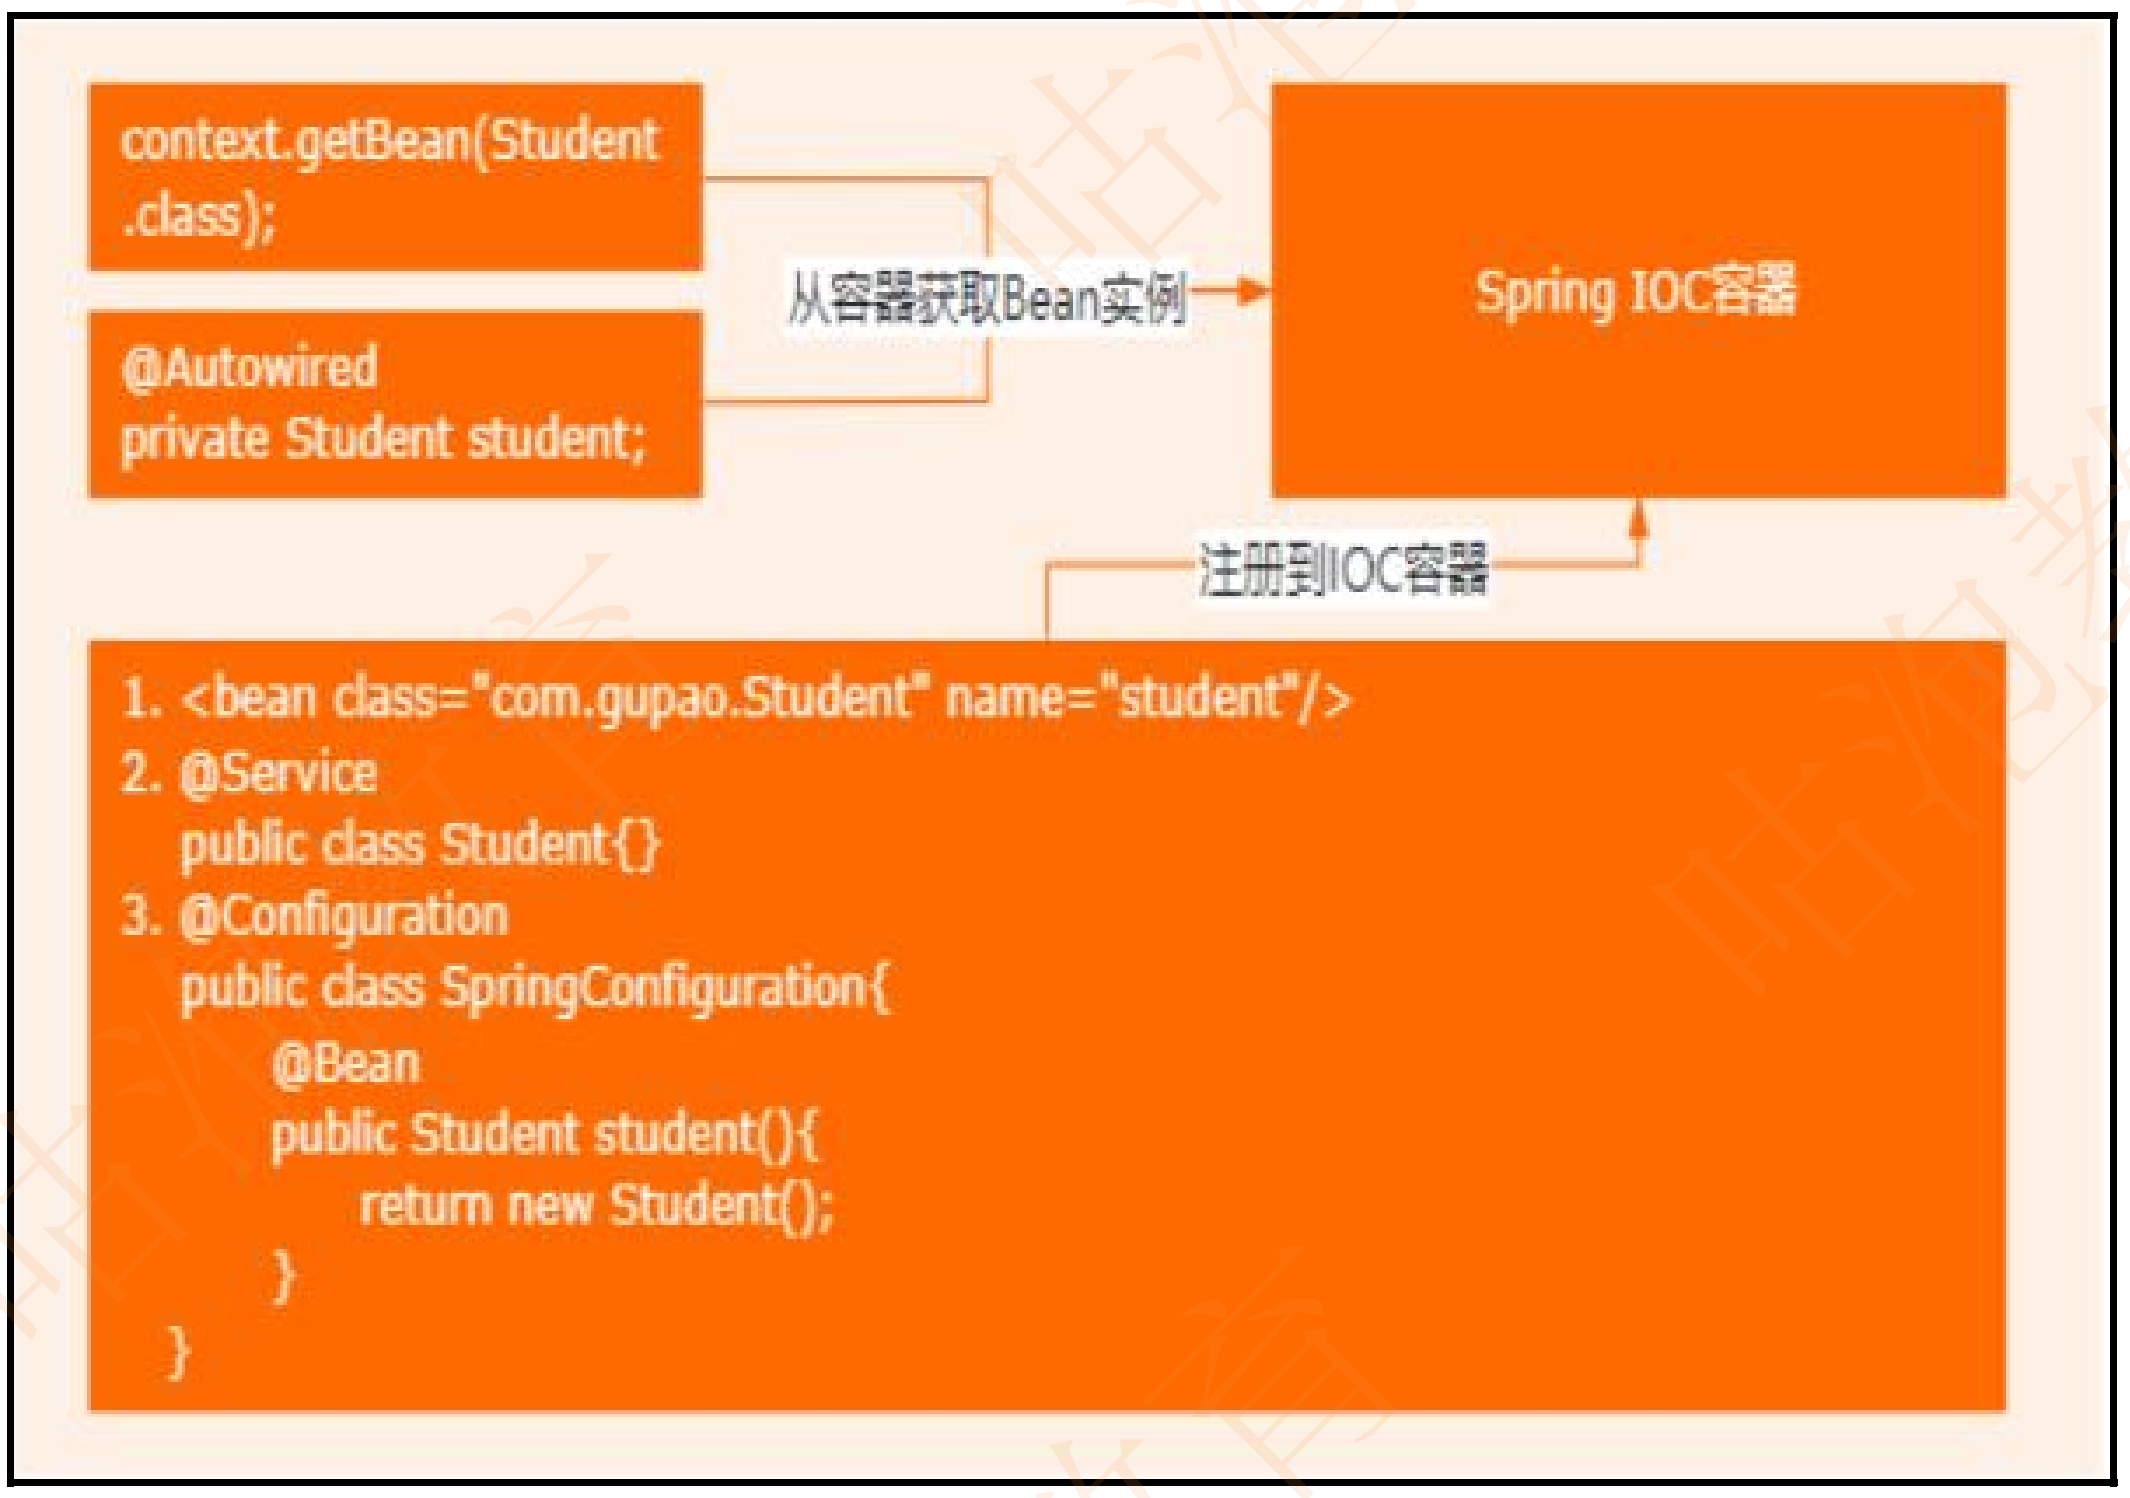 context.getBean(Student
.class);
@Autowired
private Student student;
从容器获取Bean实例
Spring IOC容器
注册到IOC容器
1. <bean class="com.gupao.Student" name="student"/>
2. @Service
public class Student{}
3. @Configuration
public class SpringConfiguration{
@Bean
public Student student(){
return new Student();
}
}